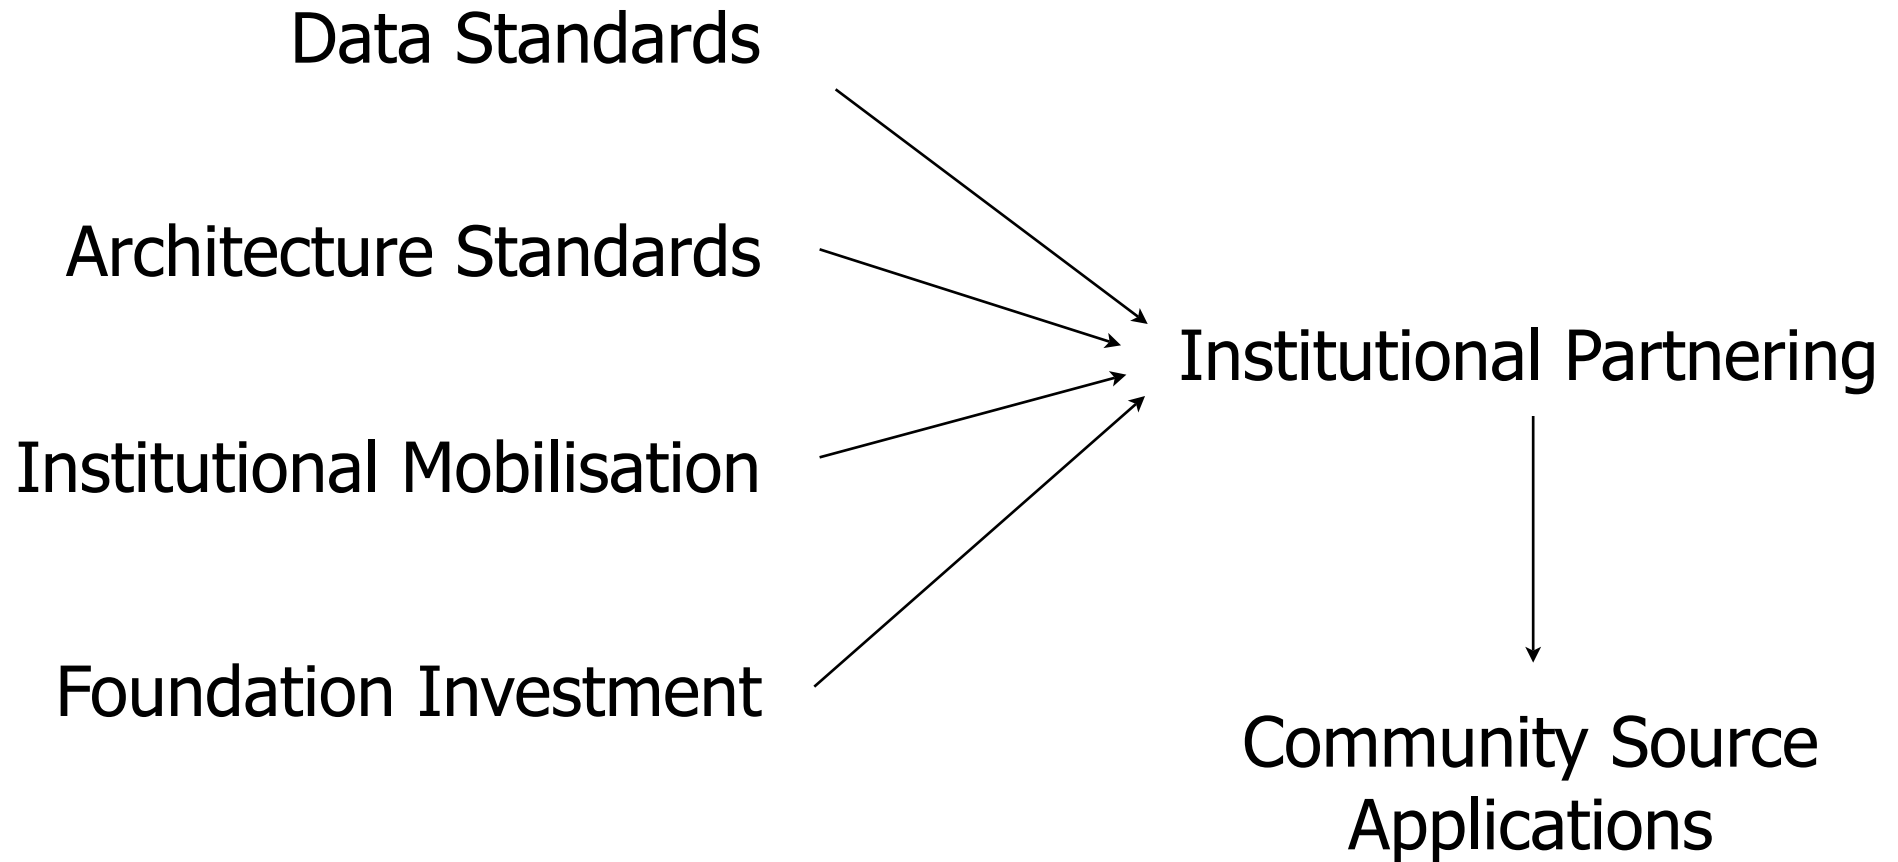 Data Standards
Architecture Standards
Institutional Mobilisation
Foundation Investment
Institutional Partnering
Community Source
Applications